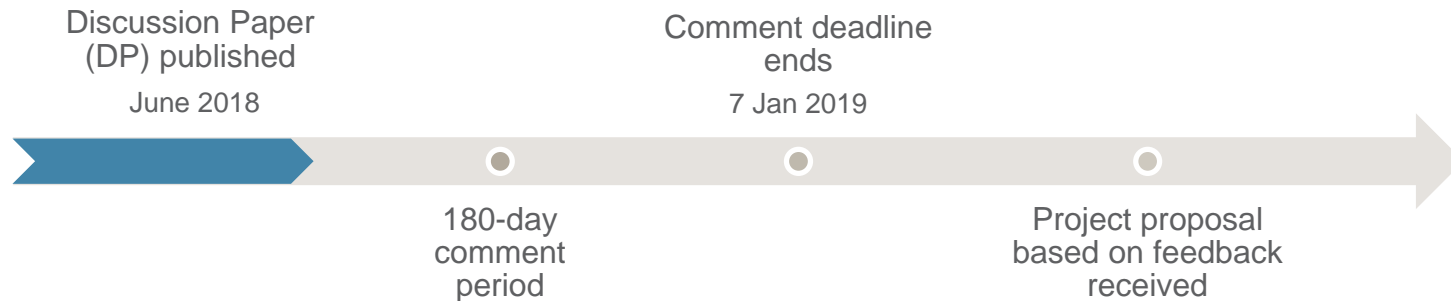 Discussion Paper
(DP) published
June 2018
Comment deadline
ends
7 Jan 2019
180-day
comment
period
Project proposal
based on feedback
received